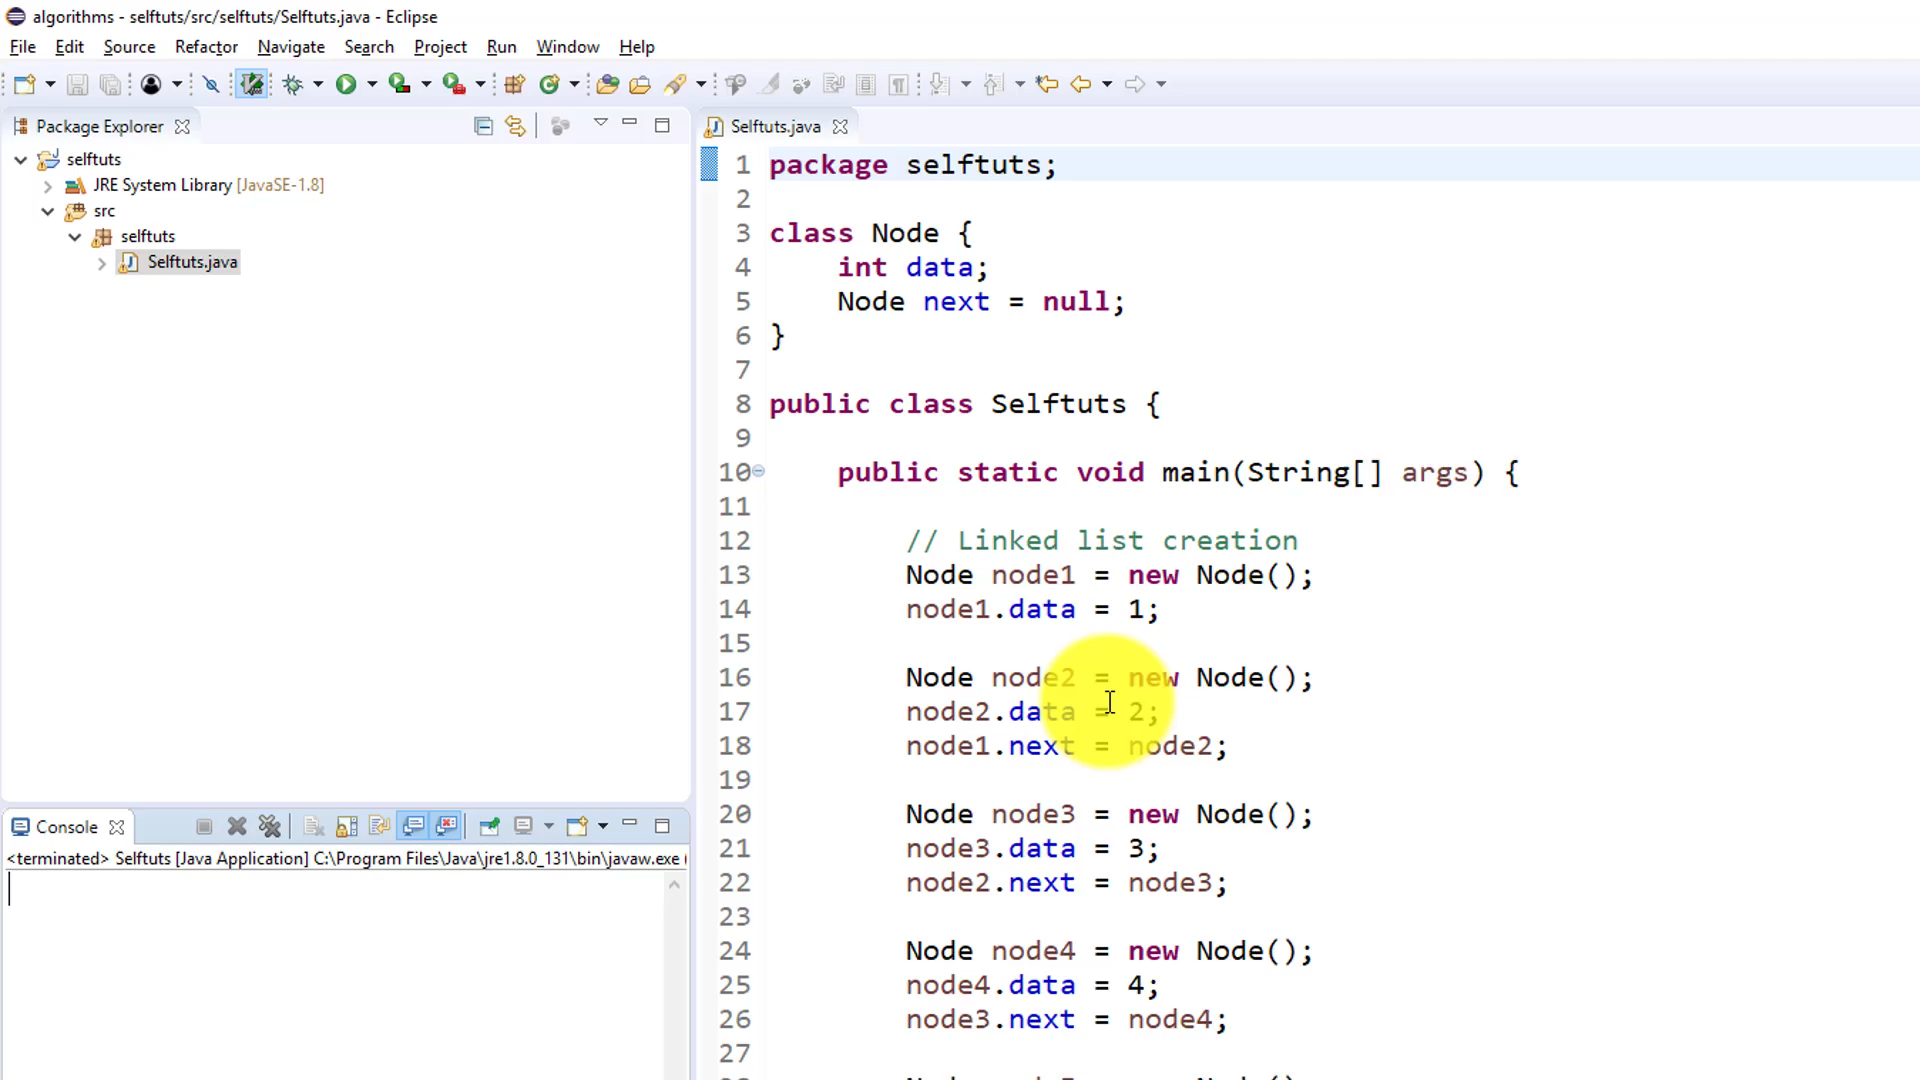 algorithms - selftuts/src/selftuts/Selftuts.java - Eclipse
File Edit Source Refactor Navigate Search Project Run Window Help
Package Explorer
selftuts
JRE System Library [JavaSE-1.8]
src
selftuts
Selftuts.java
Selftuts.java
1 package selftuts;
2
3 class Node {
4 int data;
5 Node next = null;
6 }
7
8 public class Selftuts {
9
10 public static void main(String[] args) {
11
12 // Linked list creation
13 Node node1 = new Node();
14 node1.data = 1;
15
16 Node node2 = new Node();
17 node2.data = 2;
18 node1.next = node2;
19
20 Node node3 = new Node();
21 node3.data = 3;
22 node2.next = node3;
23
24 Node node4 = new Node();
25 node4.data = 4;
26 node3.next = node4;
27
Console
<terminated> Selftuts [Java Application] C:\Program Files\Java\jre1.8.0_131\bin\javaw.exe (